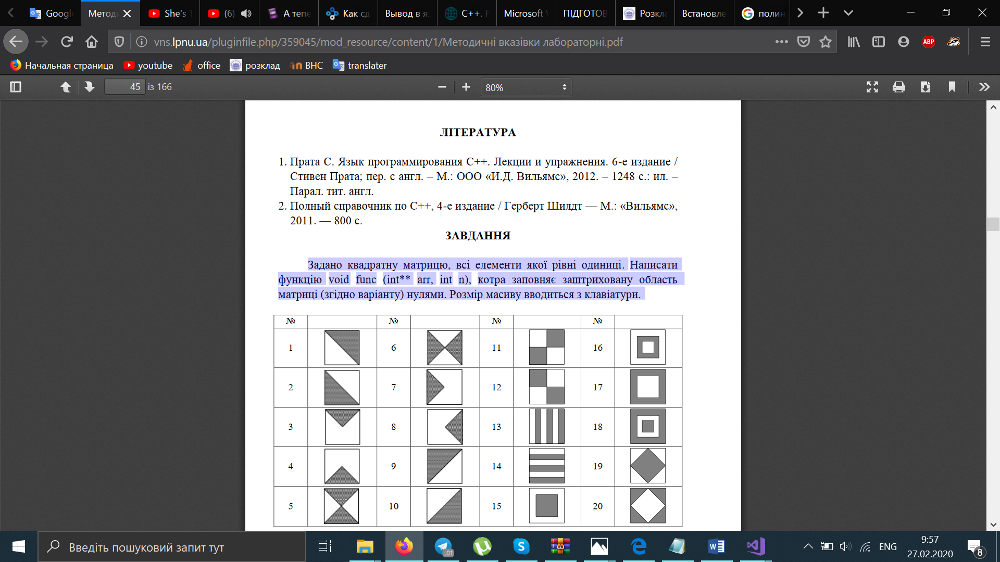 Google
Методи
She's T
(6)
А тепе
Как сд
Вывод в я
C++. F
Microsoft V
ПІДГОТОВ
Розкла
Встановле
полин
vns.lpnu.ua/pluginfile.php/359045/mod_resource/content/1/Методичні вказівки лабораторні.pdf
ABP
Начальная страница
youtube
office
розклад
ВНС
translater
45 із 166
80%
ЛІТЕРАТУРА
1. Прата С. Язык программирования C++. Лекции и упражнения. 6-е издание /
Стивен Прата; пер. с англ. – М.: ООО «И.Д. Вильямс», 2012. – 1248 с.: ил. –
Парал. тит. англ.
2. Полный справочник по C++, 4-е издание / Герберт Шилдт — М.: «Вильямс»,
2011. — 800 с.
ЗАВДАННЯ
Задано квадратну матрицю, всі елементи якої рівні одиниці. Написати
функцію void func (int** arr, int n), котра заповняє заштриховану область
матриці (згідно варіанту) нулями. Розмір масиву вводиться з клавіатури.
№ № № №
1 6 11 16
2 7 12 17
3 8 13 18
4 9 14 19
5 10 15 20
Введіть пошуковий запит тут
..01
ENG
9:57
27.02.2020
8